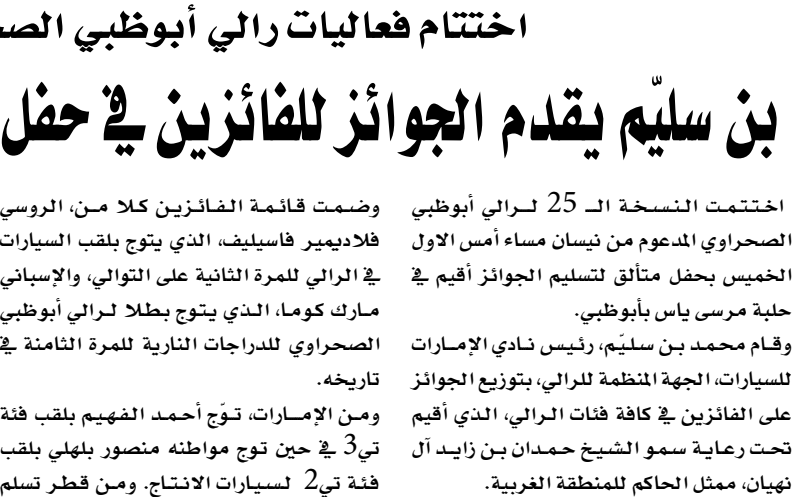 اختتام فعاليات رالي أبوظبي
بن سليّم يقدم الجوائز للفائزين في حفل
اختتمت النسخة الـ 25 لرالي أبوظبي
الصحراوي المدعوم من نيسان مساء أمس الاول
الخميس بحفل متألق لتسليم الجوائز أقيم في
حلبة مرسى ياس بأبوظبي.
وقام محمد بن سليّم، رئيس نادي الإمارات
للسيارات، الجهة المنظمة للرالي، بتوزيع الجوائز
على الفائزين في كافة فئات الرالي، الذي أقيم
تحت رعاية سمو الشيخ حمدان بن زايد آل
نهيان، ممثل الحاكم للمنطقة الغربية.
وضمت قائمة الفائزين كلا من، الروسي
فلاديمير فاسيليف، الذي يتوج بلقب السيارات
في الرالي للمرة الثانية على التوالي، والإسباني
مارك كوما، الذي يتوج بطلا لرالي أبوظبي
الصحراوي للدراجات النارية للمرة الثامنة في
تاريخه.
ومن الإمارات، توّج أحمد الفهيم بلقب فئة
تي3 في حين توج مواطنه منصور بلهلي بلقب
فئة تي2 لسيارات الانتاج. ومن قطر تسلم